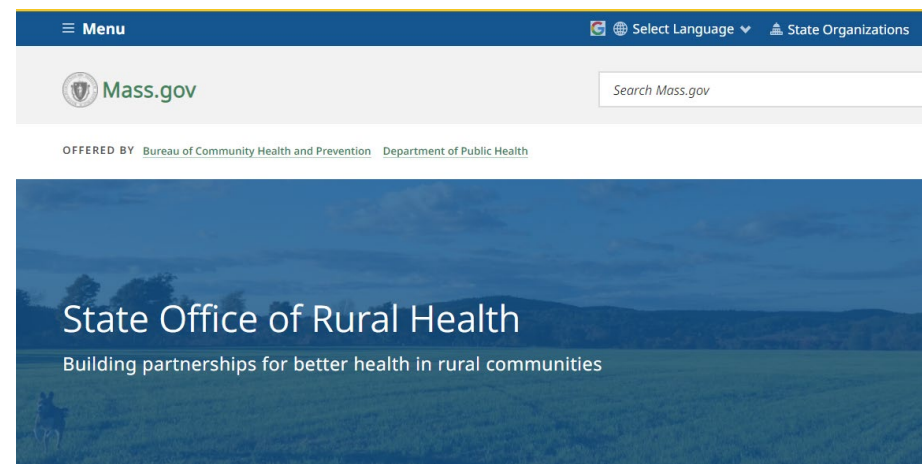 Menu
Select Language
State Organizations
Mass.gov
Search Mass.gov
OFFERED BY Bureau of Community Health and Prevention Department of Public Health
State Office of Rural Health
Building partnerships for better health in rural communities